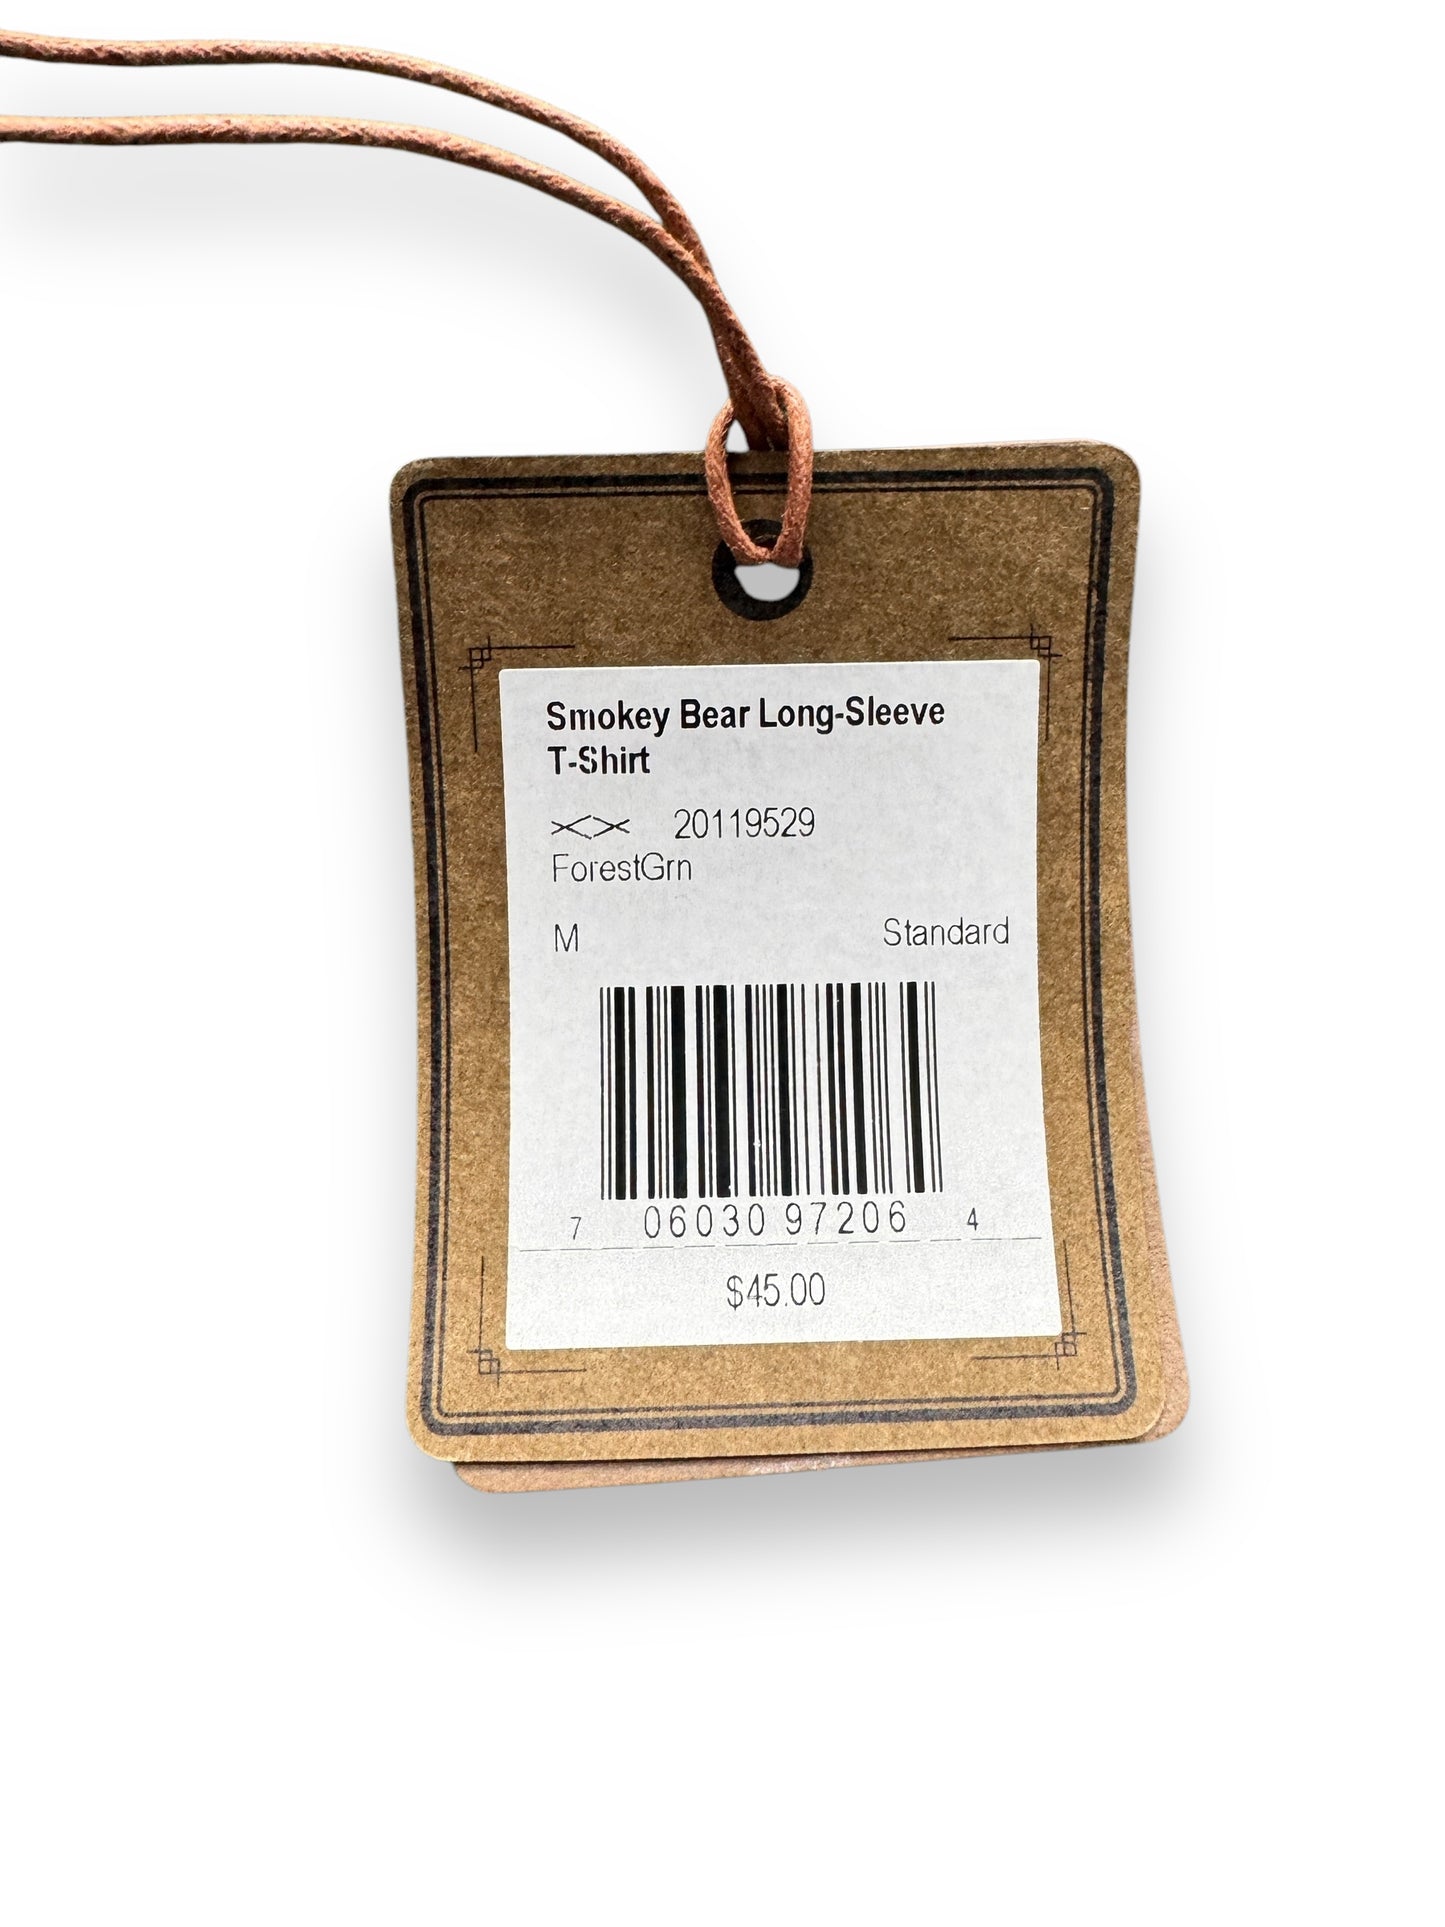 Smokey Bear Long-Sleeve
T-Shirt
20119529
ForestGrn
M Standard
7 06030 97206 4
$45.00